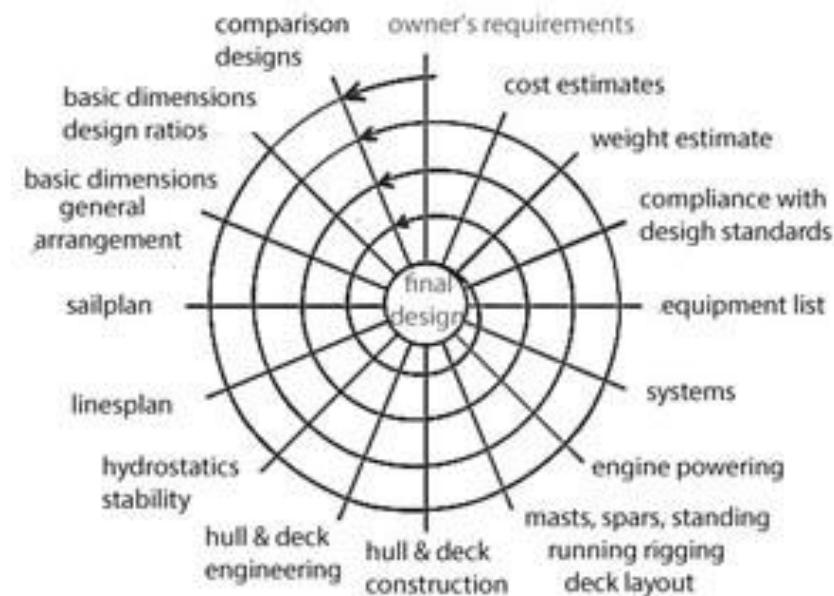 owner's requirements
comparison
designs
basic dimensions
design ratios
basic dimensions
general
arrangement
sailplan
linesplan
hydrostatics
stability
hull & deck
engineering
hull & deck
construction
masts, spars, standing
running rigging
deck layout
engine powering
systems
equipment list
compliance with
desigh standards
weight estimate
cost estimates
final
design